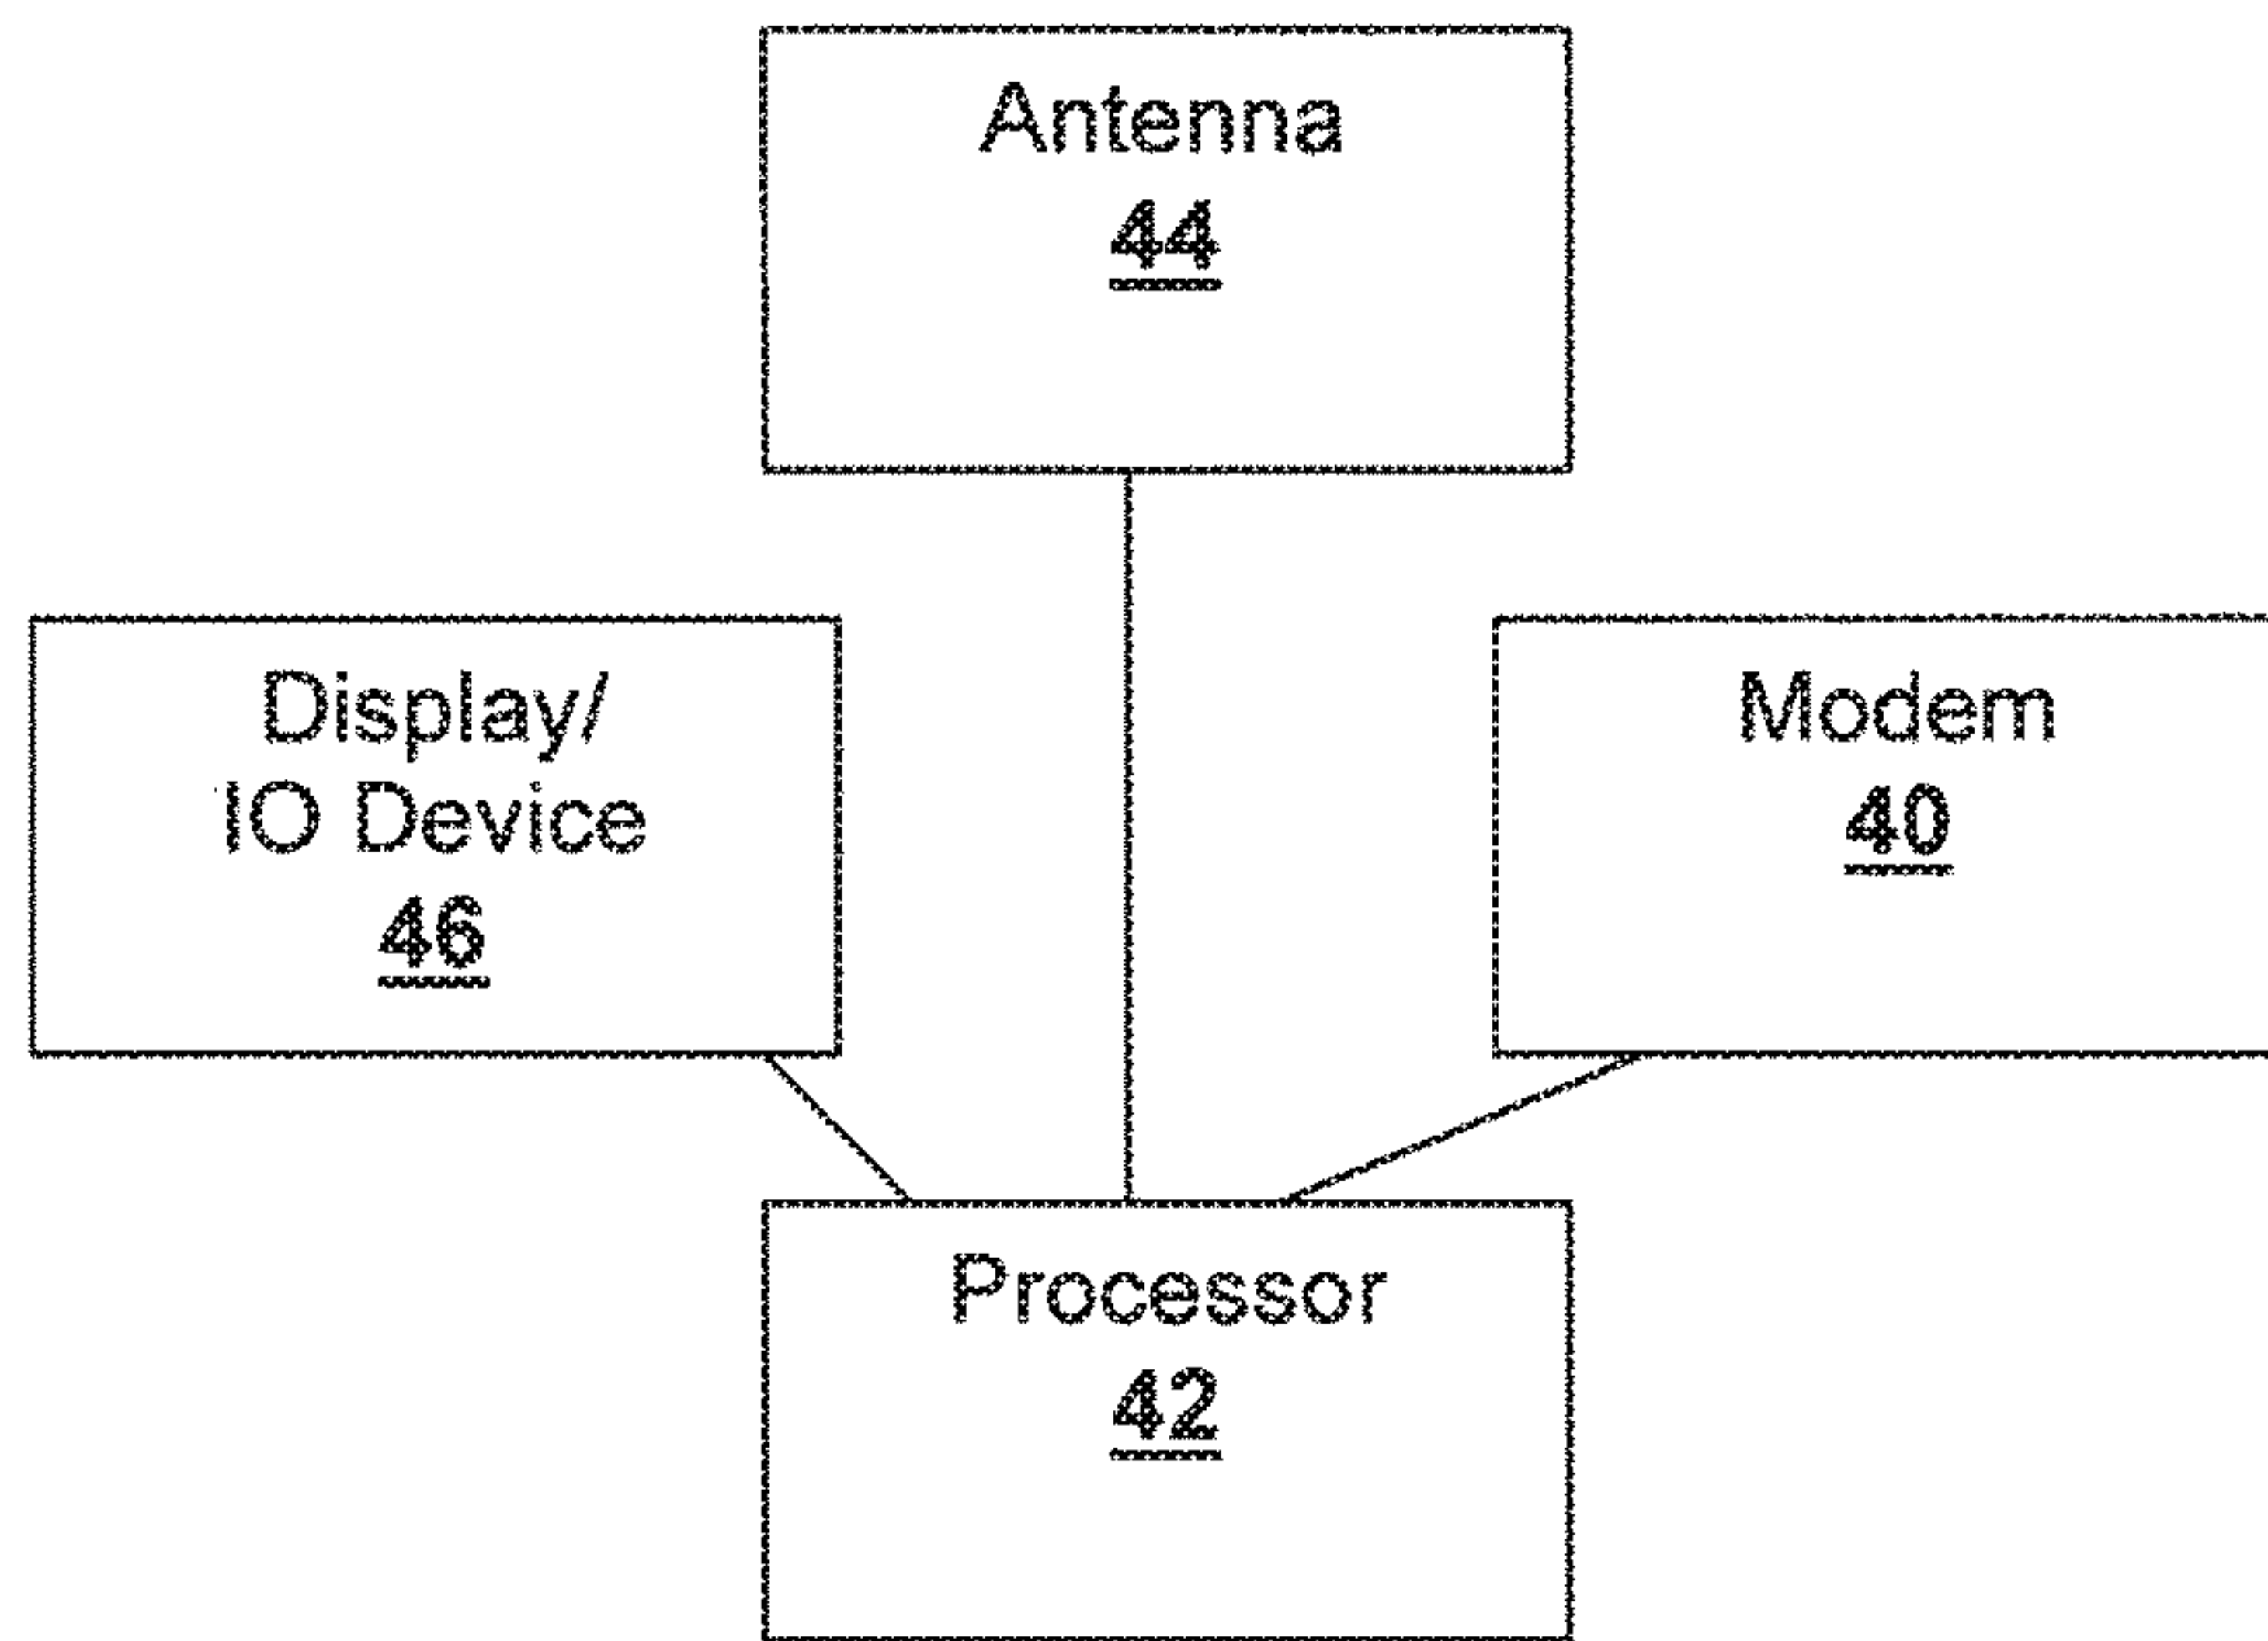 Antenna
44
Display/
IO Device
46
Modem
40
Processor
42